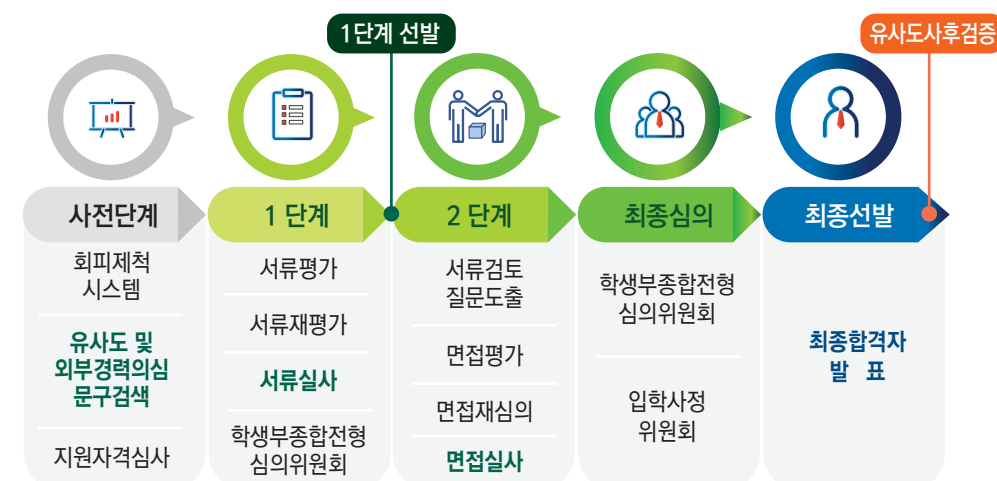 1단계 선발
유사도사후검증
사전단계
회피제척
시스템
유사도 및
외부경력의심
문구검색
지원자격심사
1 단계
서류평가
서류재평가
서류실사
학생부종합전형
심의위원회
2 단계
서류검토
질문도출
면접평가
면접재심의
면접실사
최종심의
학생부종합전형
심의위원회
입학사정
위원회
최종선발
최종합격자
발 표